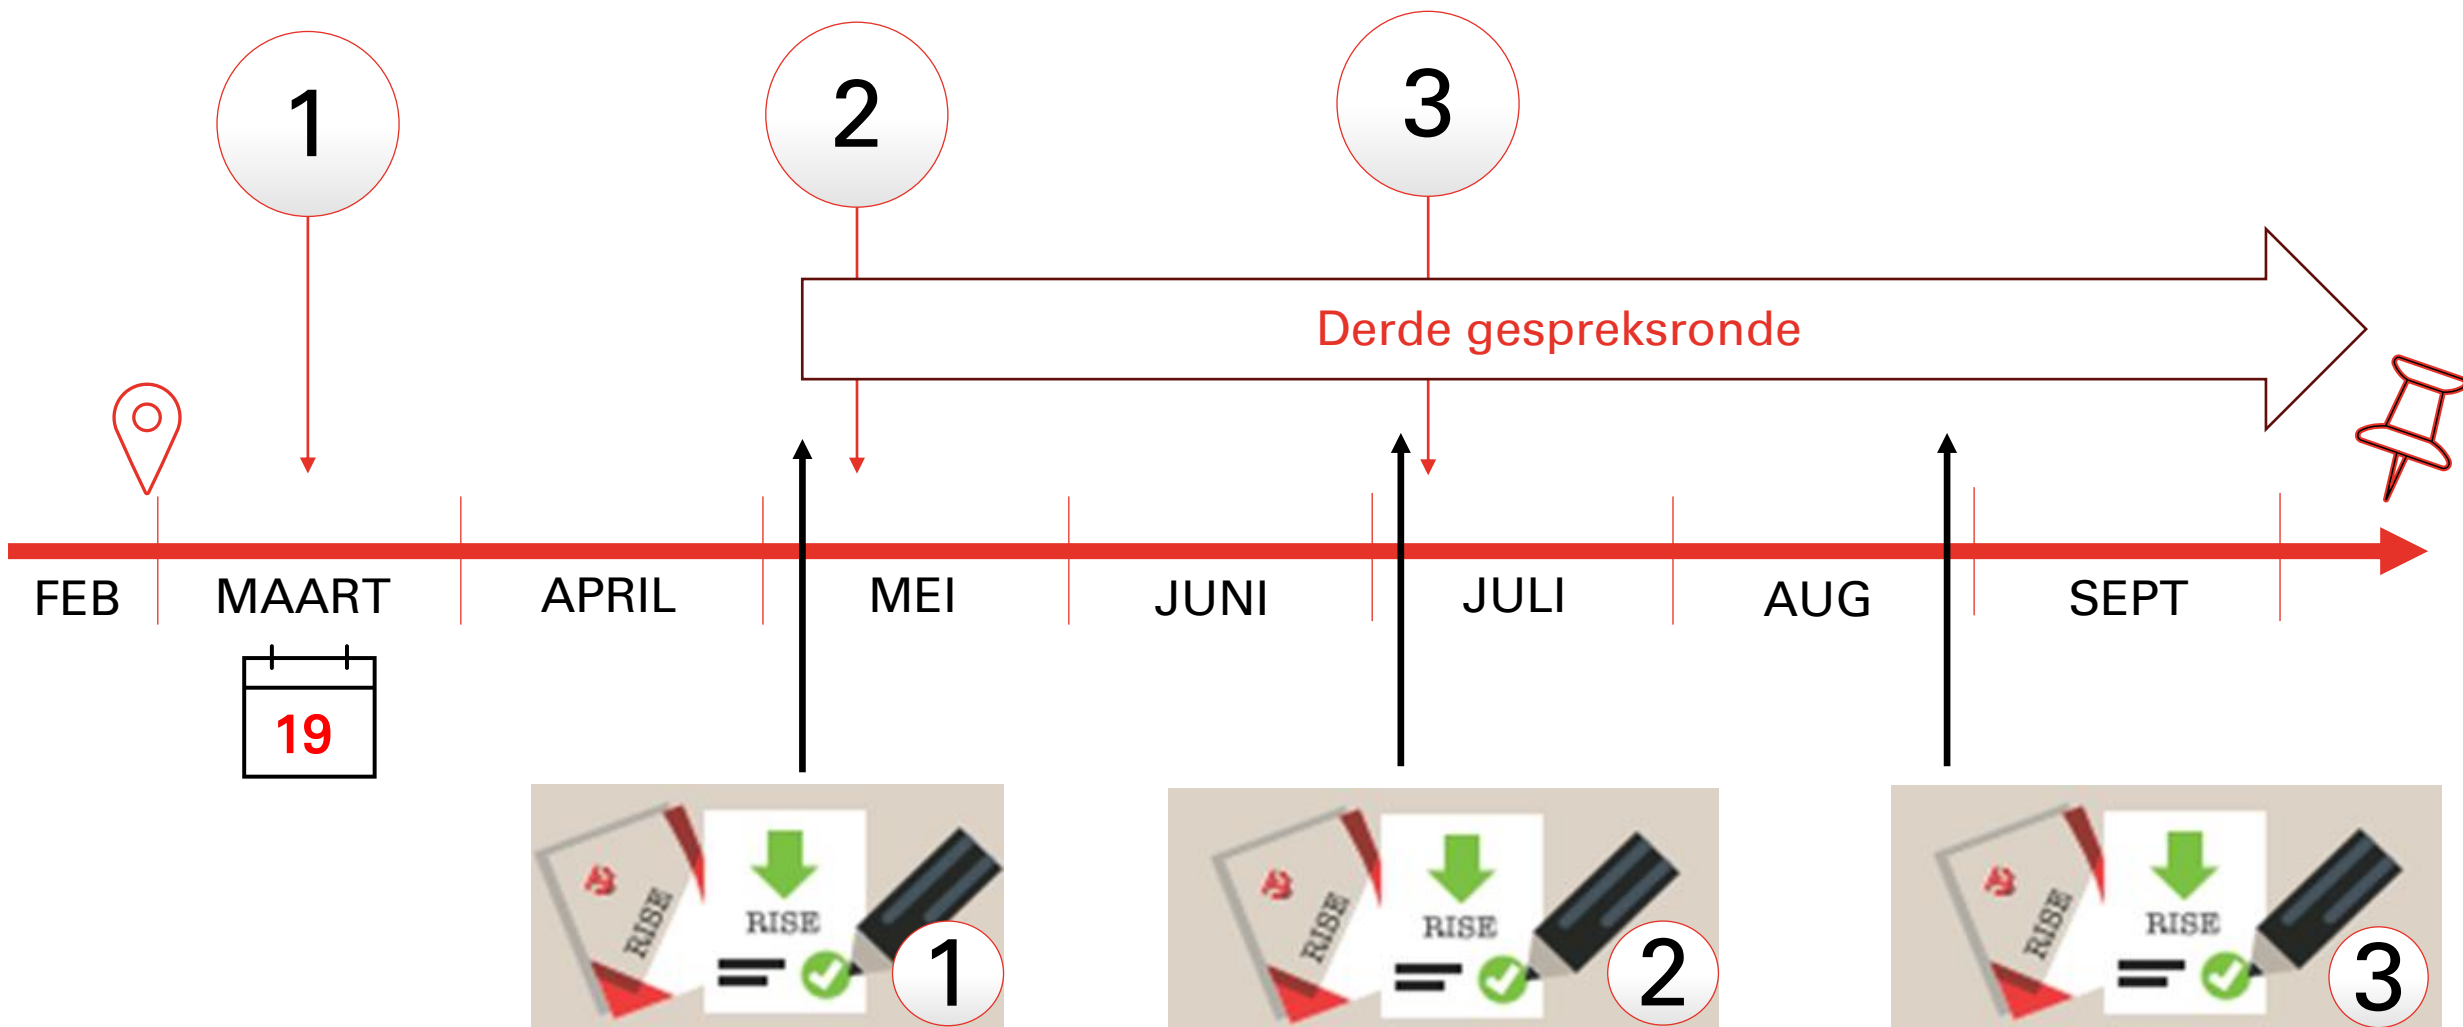 1
2
3
Derde gespreksronde
FEB
MAART
APRIL
MEI
JUNI
JULI
AUG
SEPT
19
RISE
RISE
1
RISE
RISE
2
RISE
RISE
3